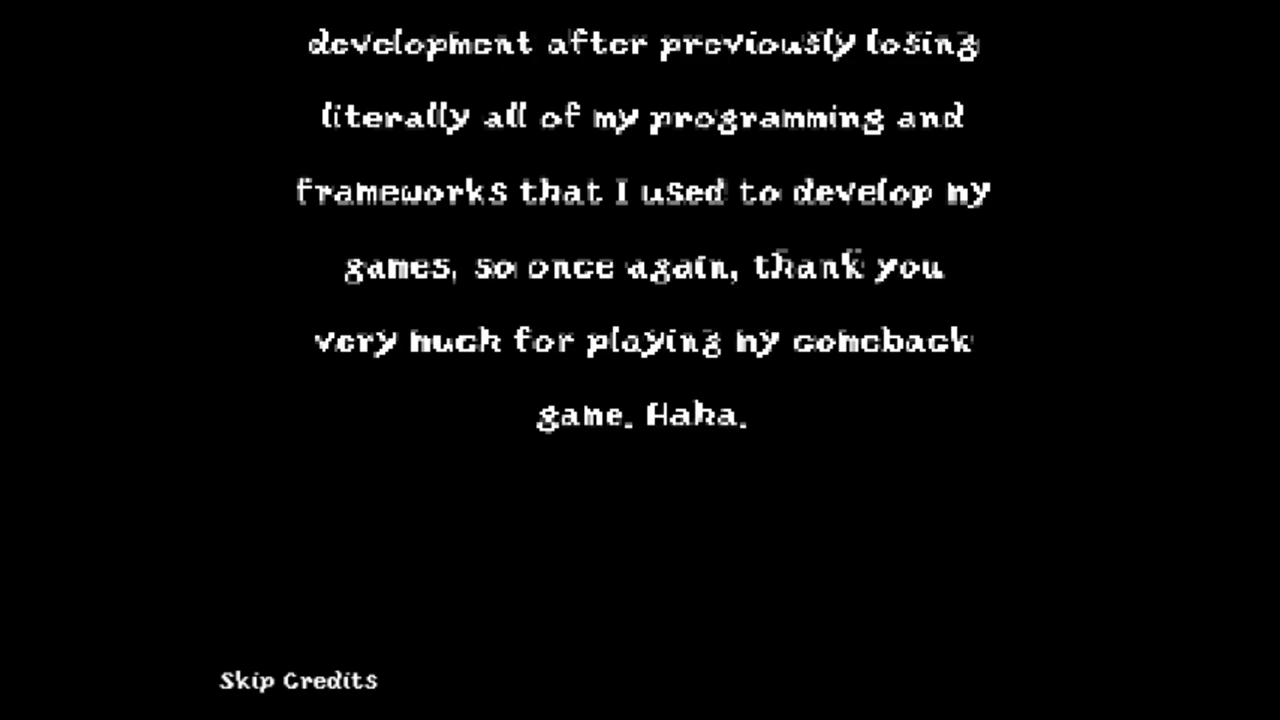 development after previously losing
literally all of my programming and
frameworks that I used to develop my
games, so once again, thank you
very much for playing my comeback
game. Haha.
Skip Credits